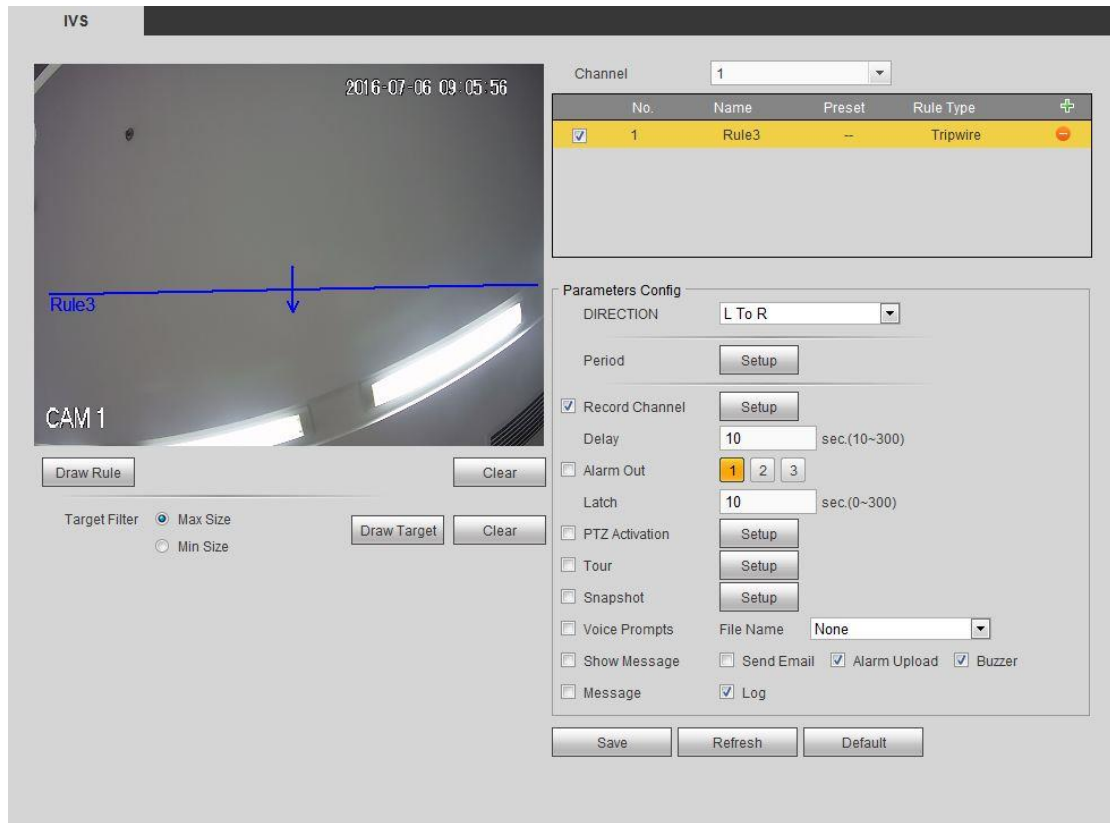 IVS
2016-07-06 09:05:56
Rule3
CAM 1
Draw Rule
Clear
Target Filter Max Size
Min Size
Draw Target Clear
Channel 1
No. Name Preset Rule Type
1 Rule3 -- Tripwire
Parameters Config
DIRECTION L To R
Period Setup
Record Channel Setup
Delay 10 sec.(10~300)
Alarm Out 1 2 3
Latch 10 sec.(0~300)
PTZ Activation Setup
Tour Setup
Snapshot Setup
Voice Prompts File Name None
Show Message Send Email Alarm Upload Buzzer
Message Log
Save Refresh Default